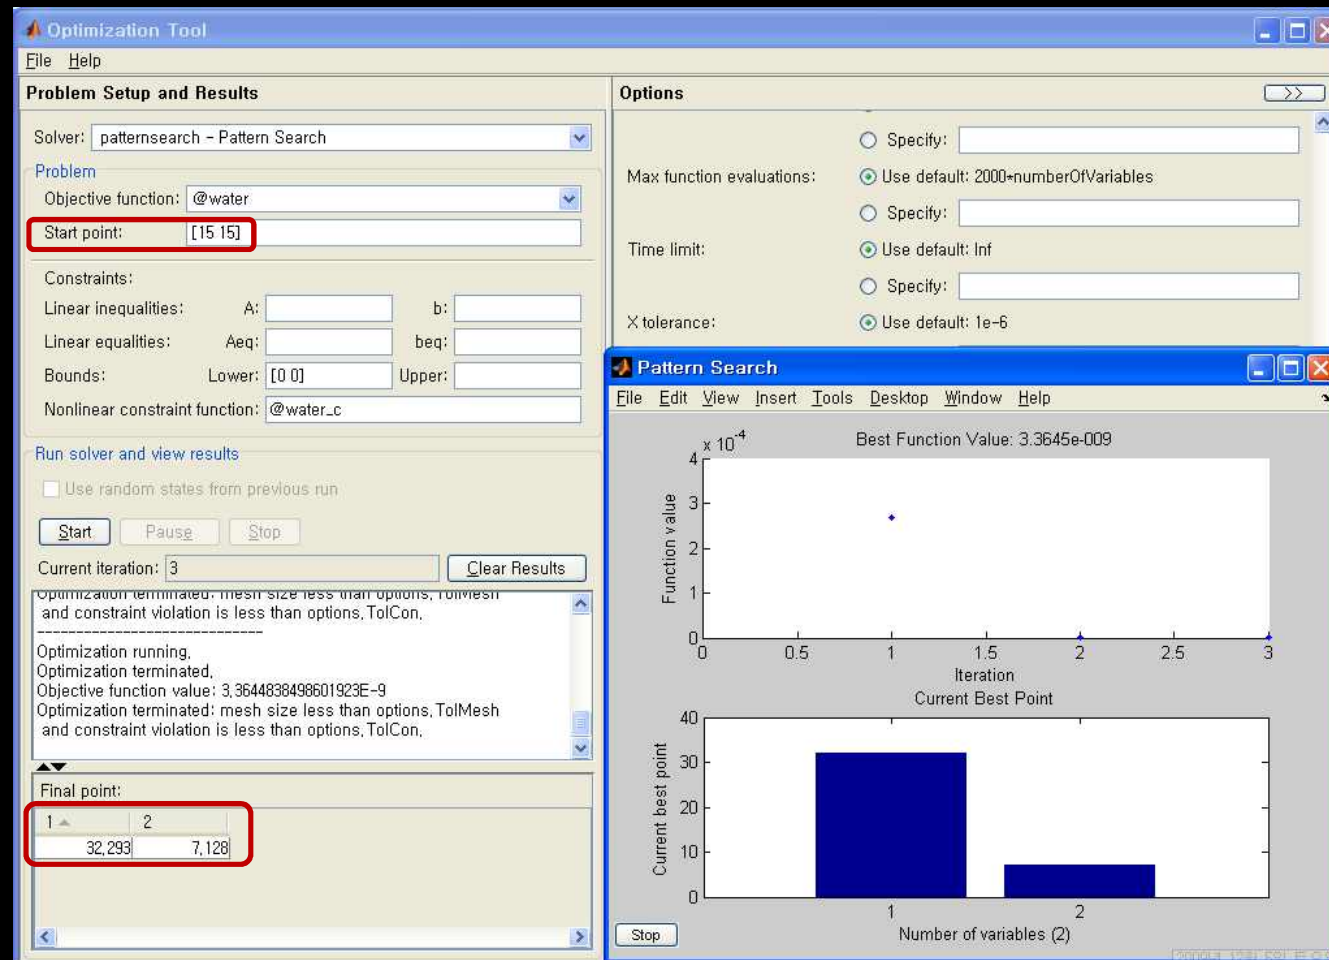 Optimization Tool
File Help
Problem Setup and Results
Solver: patternsearch - Pattern Search
Problem
Objective function: @water
Start point: [15 15]
Constraints:
Linear inequalities: A: b:
Linear equalities: Aeq: beq:
Bounds: Lower: [0 0] Upper:
Nonlinear constraint function: @water_c
Run solver and view results
Use random states from previous run
Start Pause Stop
Current iteration: 3 Clear Results
Optimization terminated: mesh size less than options.TolMesh
and constraint violation is less than options.TolCon.
------------------------------
Optimization running.
Optimization terminated.
Objective function value: 3.3644838498601923E-9
Optimization terminated: mesh size less than options.TolMesh
and constraint violation is less than options.TolCon.
Final point:
1 2
32.293 7.128
Options
>>
Specify:
Max function evaluations: Use default: 2000*numberOfVariables
Specify:
Time limit: Use default: Inf
Specify:
X tolerance: Use default: 1e-6
Pattern Search
File Edit View Insert Tools Desktop Window Help
x 10^-4
Best Function Value: 3.3645e-009
Function value
4
3
2
1
0
0 0.5 1 1.5 2 2.5 3
Iteration
Current Best Point
Current best point
40
30
20
10
0
1 2
Number of variables (2)
Stop